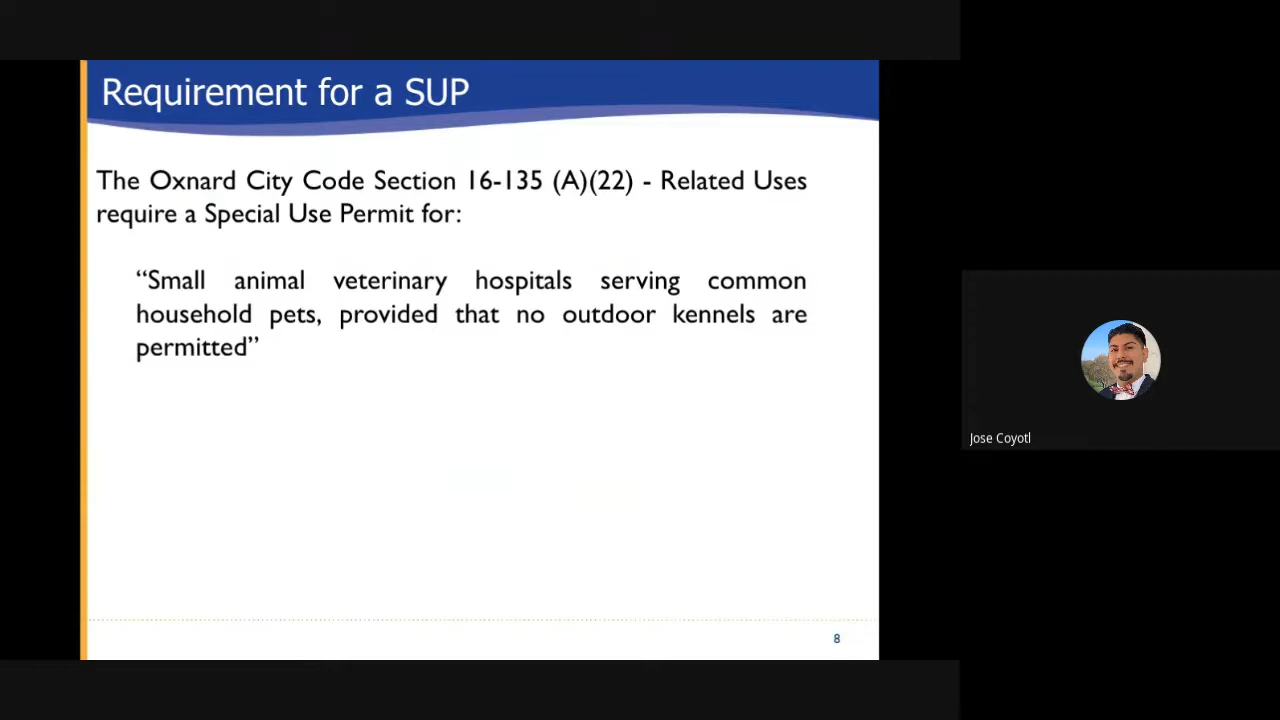 Requirement for a SUP
The Oxnard City Code Section 16-135 (A)(22) - Related Uses
require a Special Use Permit for:
“Small animal veterinary hospitals serving common
household pets, provided that no outdoor kennels are
permitted”
8
Jose Coyotl